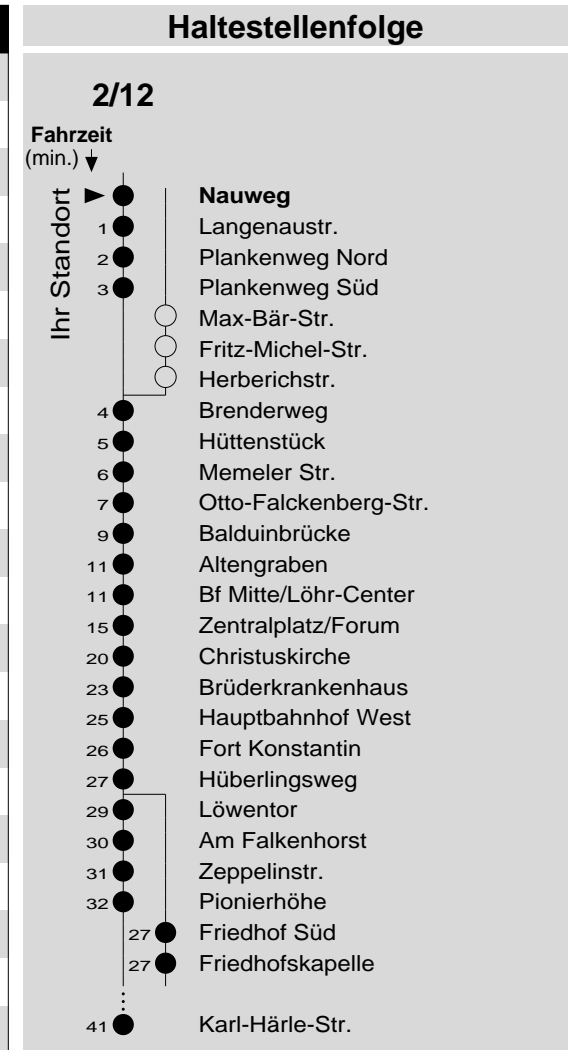 Haltestellenfolge
2/12
Fahrzeit
(min.)
Ihr Standort
Nauweg
1 Langenaustr.
2 Plankenweg Nord
3 Plankenweg Süd
Max-Bär-Str.
Fritz-Michel-Str.
Herberichstr.
4 Brenderweg
5 Hüttenstück
6 Memeler Str.
7 Otto-Falckenberg-Str.
9 Balduinbrücke
11 Altengraben
11 Bf Mitte/Löhr-Center
15 Zentralplatz/Forum
20 Christuskirche
23 Brüderkrankenhaus
25 Hauptbahnhof West
26 Fort Konstantin
27 Hüberlingsweg
29 Löwentor
30 Am Falkenhorst
31 Zeppelinstr.
32 Pionierhöhe
27 Friedhof Süd
27 Friedhofskapelle
41 Karl-Härle-Str.